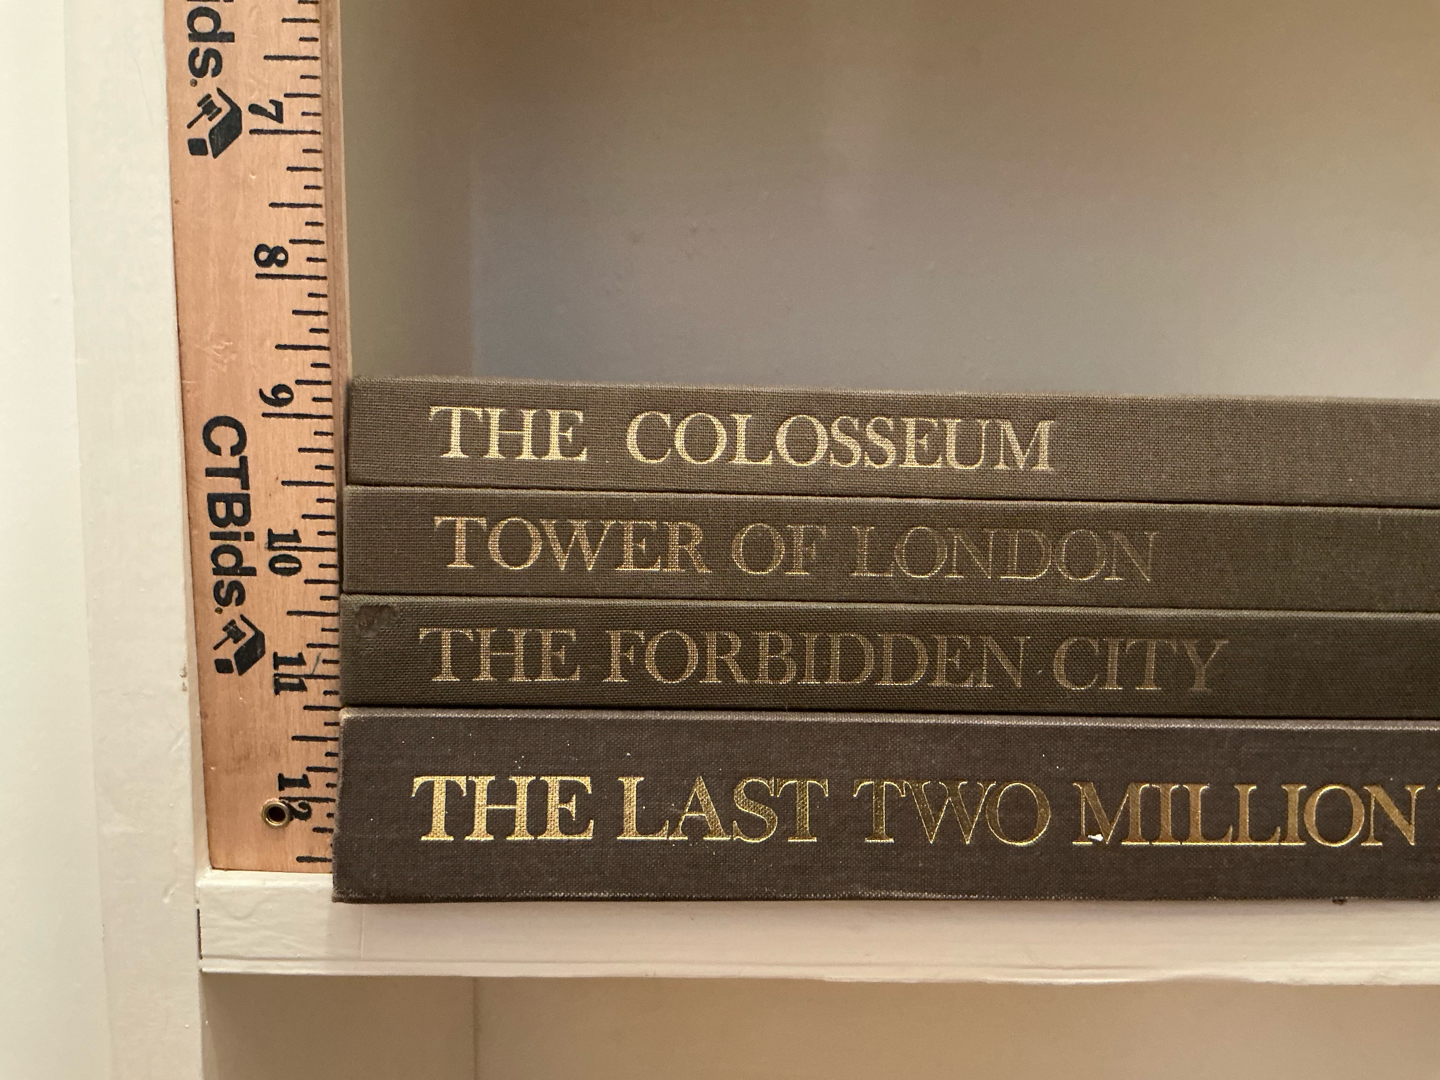 ids.
7
8
9
CTBids.
10
11
12
THE COLOSSEUM
TOWER OF LONDON
THE FORBIDDEN CITY
THE LAST TWO MILLION